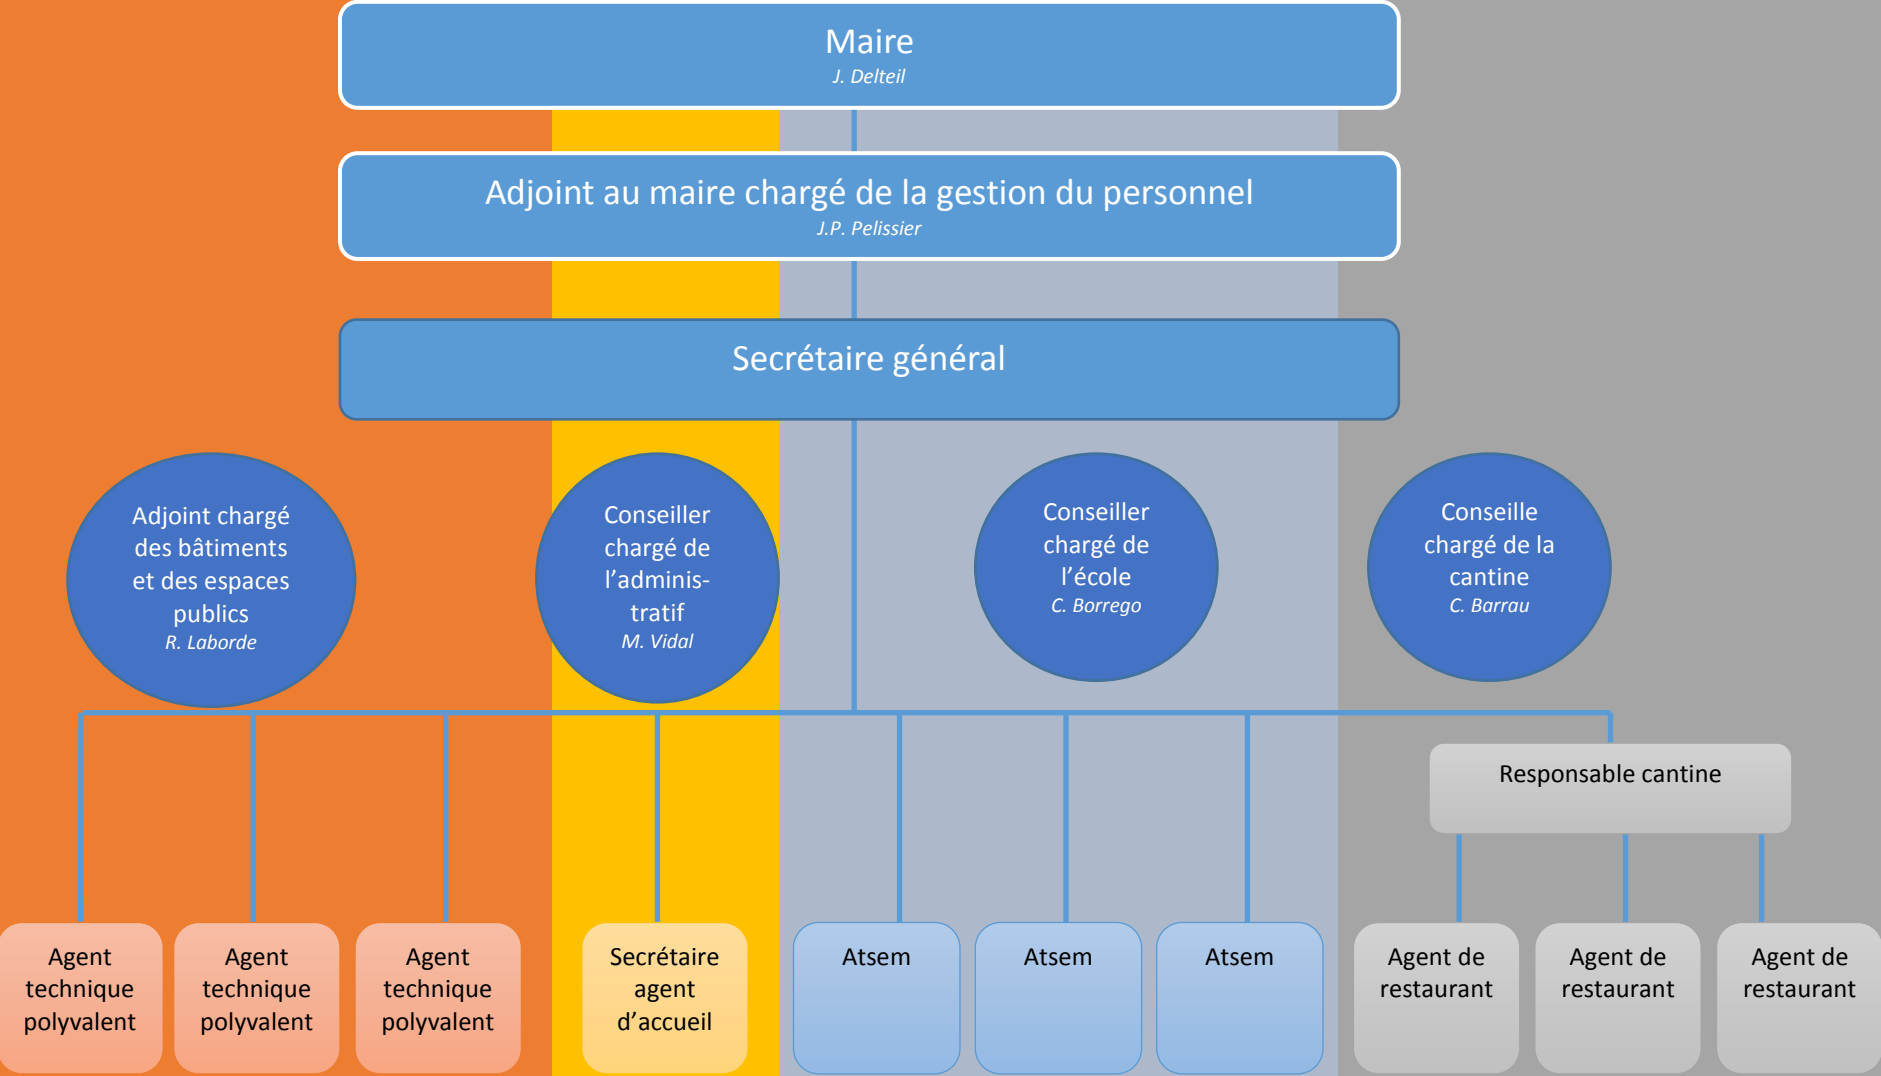 Maire
J. Delteil
Adjoint au maire chargé de la gestion du personnel
J.P. Pelissier
Secrétaire général
Adjoint chargé
des bâtiments
et des espaces
publics
R. Laborde
Conseiller
chargé de
l’adminis-
tratif
M. Vidal
Conseiller
chargé de
l’école
C. Borrego
Conseille
chargé de la
cantine
C. Barrau
Responsable cantine
Agent
technique
polyvalent
Agent
technique
polyvalent
Agent
technique
polyvalent
Secrétaire
agent
d’accueil
Atsem
Atsem
Atsem
Agent de
restaurant
Agent de
restaurant
Agent de
restaurant